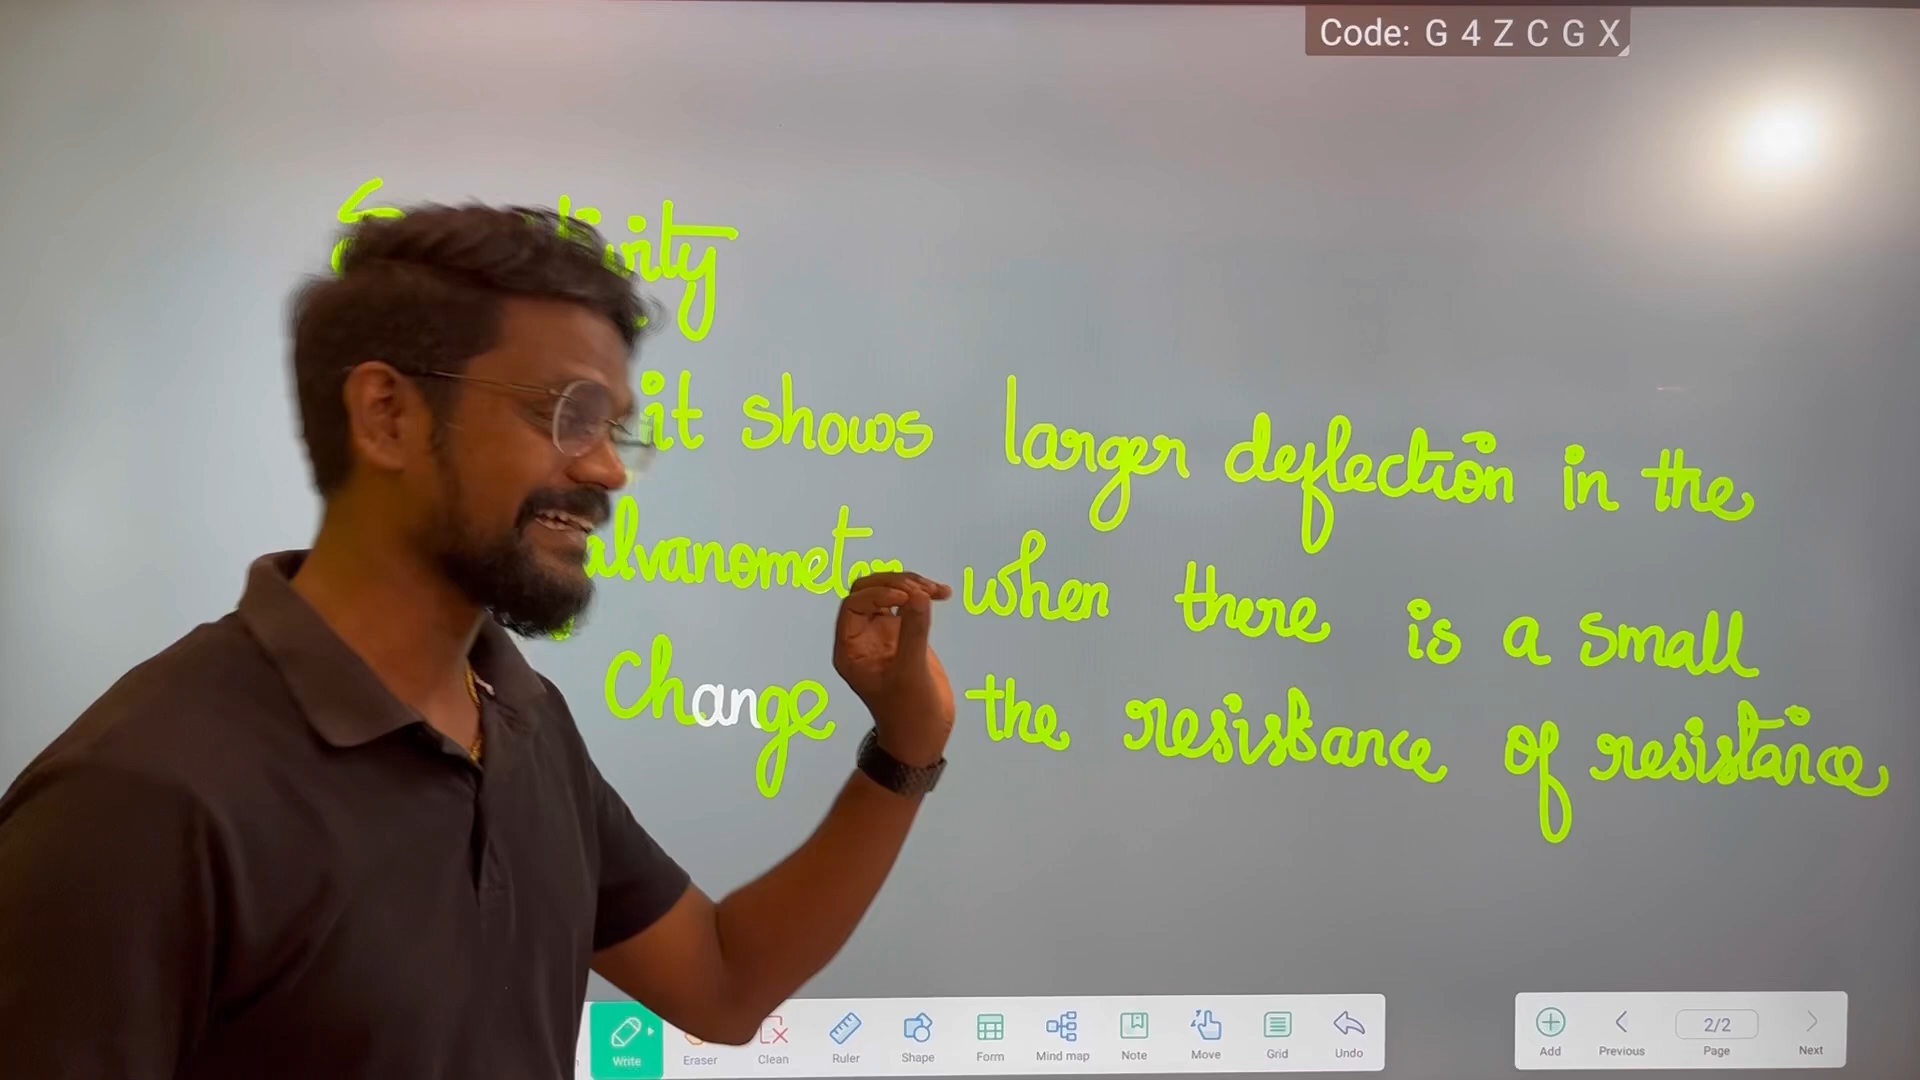 Code: G 4 Z C G X
it shows larger deflection in the
when there is a small
change the resistance of resistance
Write Eraser Clean Ruler Shape Form Mind map Note Move Grid Undo
Add Previous 2/2 Page Next